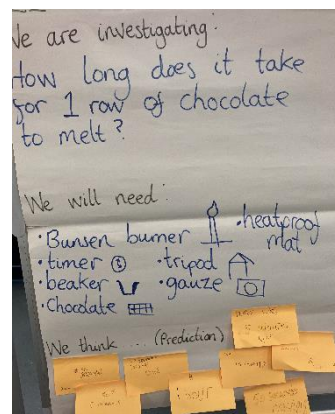 We are investigating:
How long does it take
for 1 row of chocolate
to melt?
We will need:
• Bunsen burner • heatproof
mat
• timer • tripod
• beaker • gauze
• Chocolate
We think ... (Prediction)